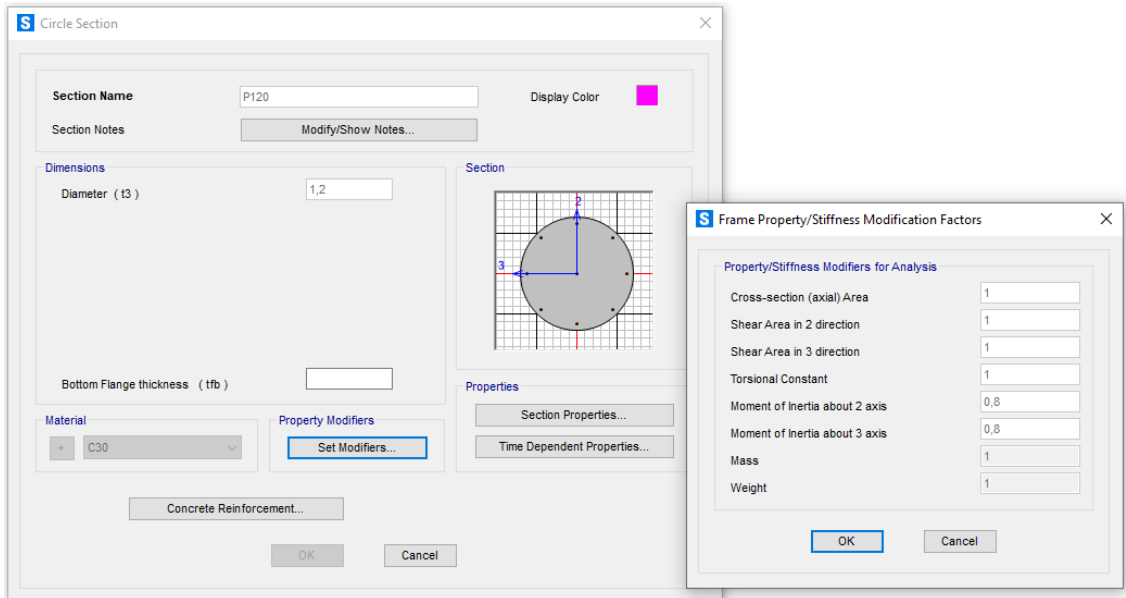 S Circle Section
Section Name P120 Display Color
Section Notes Modify/Show Notes...
Dimensions
Diameter ( t3 ) 1,2
Bottom Flange thickness ( tfb )
Section
2
3
Properties
Section Properties...
Time Dependent Properties...
Material
+ C30
Property Modifiers
Set Modifiers...
Concrete Reinforcement...
OK Cancel
S Frame Property/Stiffness Modification Factors
Property/Stiffness Modifiers for Analysis
Cross-section (axial) Area 1
Shear Area in 2 direction 1
Shear Area in 3 direction 1
Torsional Constant 1
Moment of Inertia about 2 axis 0,8
Moment of Inertia about 3 axis 0,8
Mass 1
Weight 1
OK Cancel